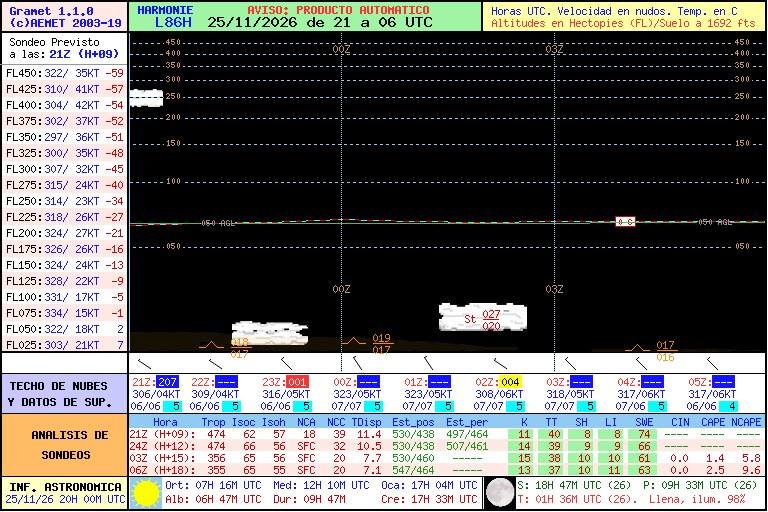 Gramet 1.1.0
(c)AEMET 2003-19
HARMONIE
L86H
AVISO: PRODUCTO AUTOMATICO
25/11/2026 de 21 a 06 UTC
Horas UTC. Velocidad en nudos. Temp. en C
Altitudes en Hectopies (FL)/Suelo a 1692 fts
Sondeo Previsto
a las: 21Z (H+09)
FL450:322/ 35KT -59
FL425:310/ 41KT -57
FL400:304/ 42KT -54
FL375:302/ 37KT -52
FL350:297/ 36KT -51
FL325:300/ 35KT -48
FL300:307/ 32KT -45
FL275:315/ 24KT -40
FL250:314/ 23KT -34
FL225:318/ 26KT -27
FL200:324/ 27KT -21
FL175:326/ 26KT -16
FL150:324/ 24KT -13
FL125:328/ 22KT -9
FL100:331/ 17KT -5
FL075:334/ 15KT -1
FL050:322/ 18KT 2
FL025:303/ 21KT 7
450 00Z 03Z 450
400 400
350 350
300 300
250 250
200 200
150 150
100 100
050 AGL 0 C 050 AGL
050 050
00Z 03Z
St 027
020
018
017
019
017
017
016
TECHO DE NUBES
Y DATOS DE SUP.
21Z: 207 22Z: --- 23Z: 001 00Z: --- 01Z: --- 02Z: 004 03Z: --- 04Z: --- 05Z: ---
306/04KT 309/04KT 316/05KT 323/05KT 323/05KT 308/06KT 318/05KT 317/06KT 317/06KT
06/06 5 06/06 5 06/06 5 07/07 5 07/07 5 07/07 5 07/07 5 07/07 5 06/06 4
ANALISIS DE
SONDEOS
Hora Trop Isoc Isoh NCA NCC TDisp Est_pos Est_per K TT SH LI SWE CIN CAPE NCAPE
21Z (H+09): 474 62 57 18 39 11.4 530/438 497/464 11 40 8 8 74 ---- ---- ----
24Z (H+12): 444 66 56 SFC 32 10.5 530/438 507/461 14 39 9 9 66 ---- ---- ----
03Z (H+15): 356 65 56 SFC 20 7.7 530/460 ---- 15 38 10 10 61 0.0 1.4 5.8
06Z (H+18): 355 65 55 SFC 20 7.1 547/464 ---- 13 37 10 11 63 0.0 2.5 9.6
INF. ASTRONOMICA
25/11/26 20H 00M UTC
Ort: 07H 16M UTC Med: 12H 10M UTC Oca: 17H 04M UTC
Alb: 06H 47M UTC Dur: 09H 47M Cre: 17H 33M UTC
S: 18H 47M UTC (26) P: 09H 33M UTC (26)
T: 01H 36M UTC (26). Llena, ilum. 98%